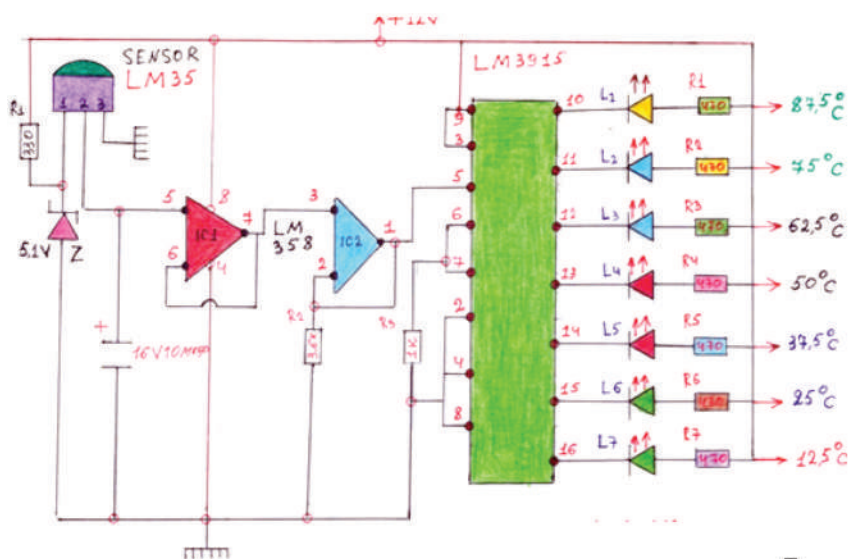 +12V
SENSOR
LM35
LM3915
R1
330
1 2 3
9
3
5
6
7
2
4
8
10 L1 R1 470 87,5°C
11 L2 R2 470 75°C
12 L3 R3 470 62,5°C
13 L4 R4 470 50°C
14 L5 R5 470 37,5°C
15 L6 R6 470 25°C
16 L7 R7 470 12,5°C
5 8
IC1 7
6 4
LM
358
3
IC2 1
2
5,1V Z
+
R2
R3
1K